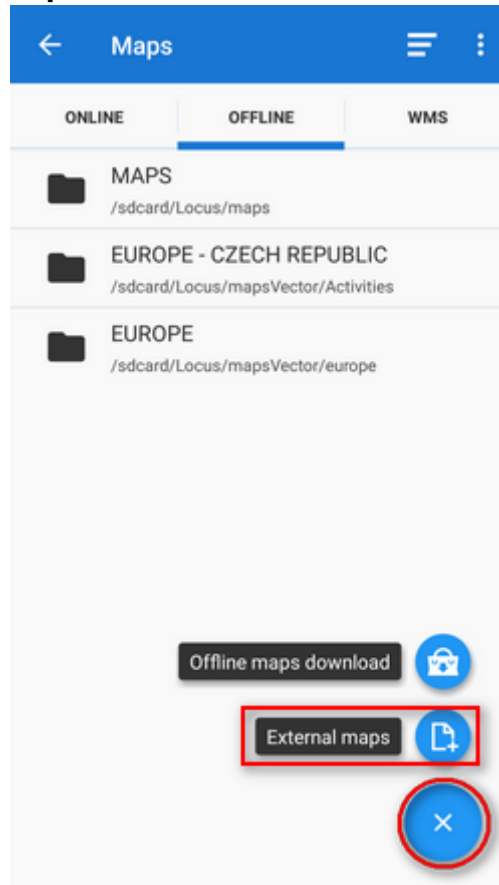 Maps
ONLINE OFFLINE WMS
MAPS
/sdcard/Locus/maps
EUROPE - CZECH REPUBLIC
/sdcard/Locus/mapsVector/Activities
EUROPE
/sdcard/Locus/mapsVector/europe
Offline maps download
External maps